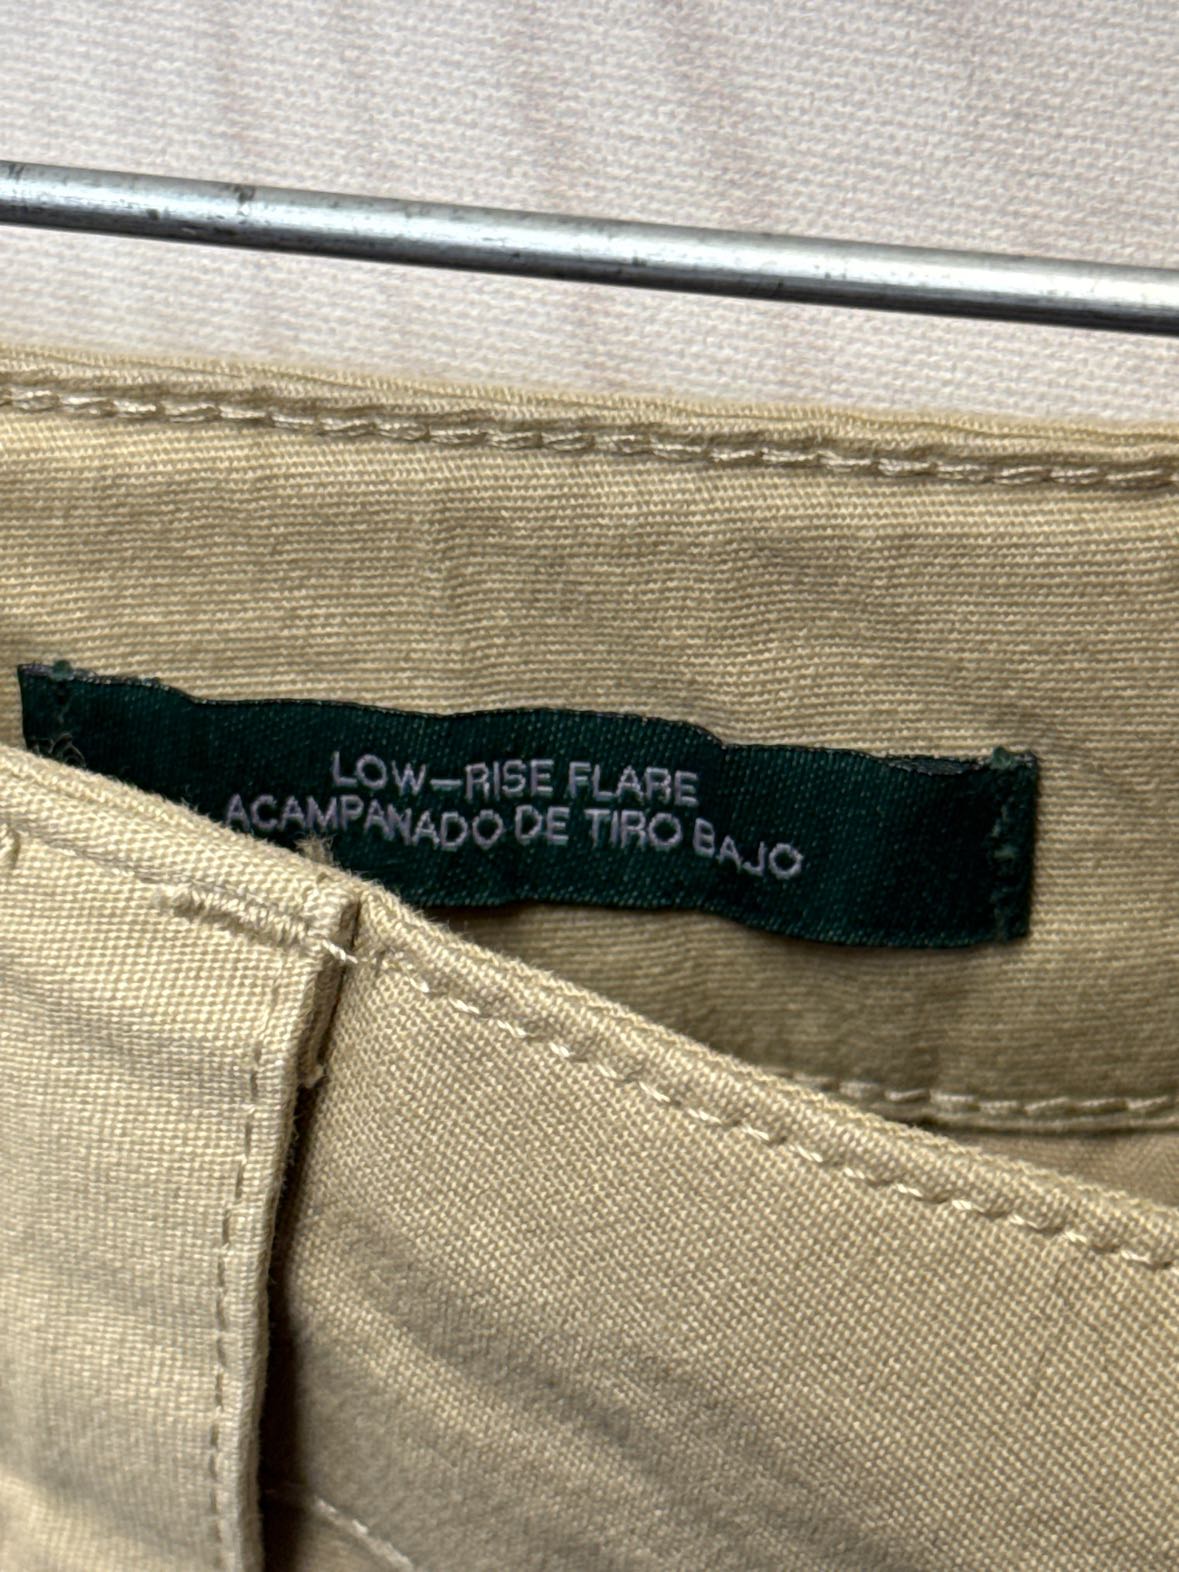 LOW-RISE FLARE
ACAMPANADO DE TIRO BAJO